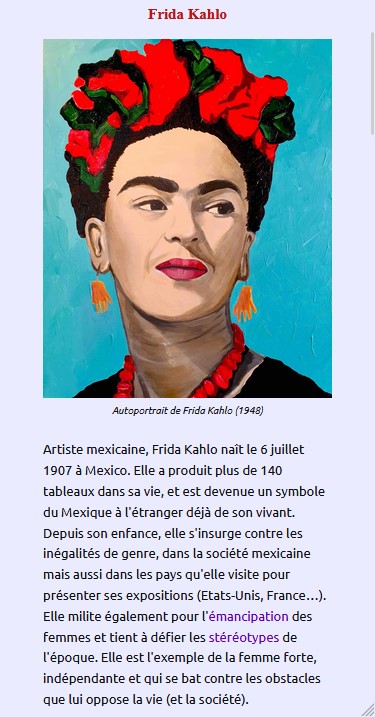 Frida Kahlo
Autoportrait de Frida Kahlo (1948)
Artiste mexicaine, Frida Kahlo naît le 6 juillet
1907 à Mexico. Elle a produit plus de 140
tableaux dans sa vie, et est devenue un symbole
du Mexique à l'étranger déjà de son vivant.
Depuis son enfance, elle s'insurge contre les
inégalités de genre, dans la société mexicaine
mais aussi dans les pays qu'elle visite pour
présenter ses expositions (Etats-Unis, France...).
Elle milite également pour l'émancipation des
femmes et tient à défier les stéréotypes de
l'époque. Elle est l'exemple de la femme forte,
indépendante et qui se bat contre les obstacles
que lui oppose la vie (et la société).